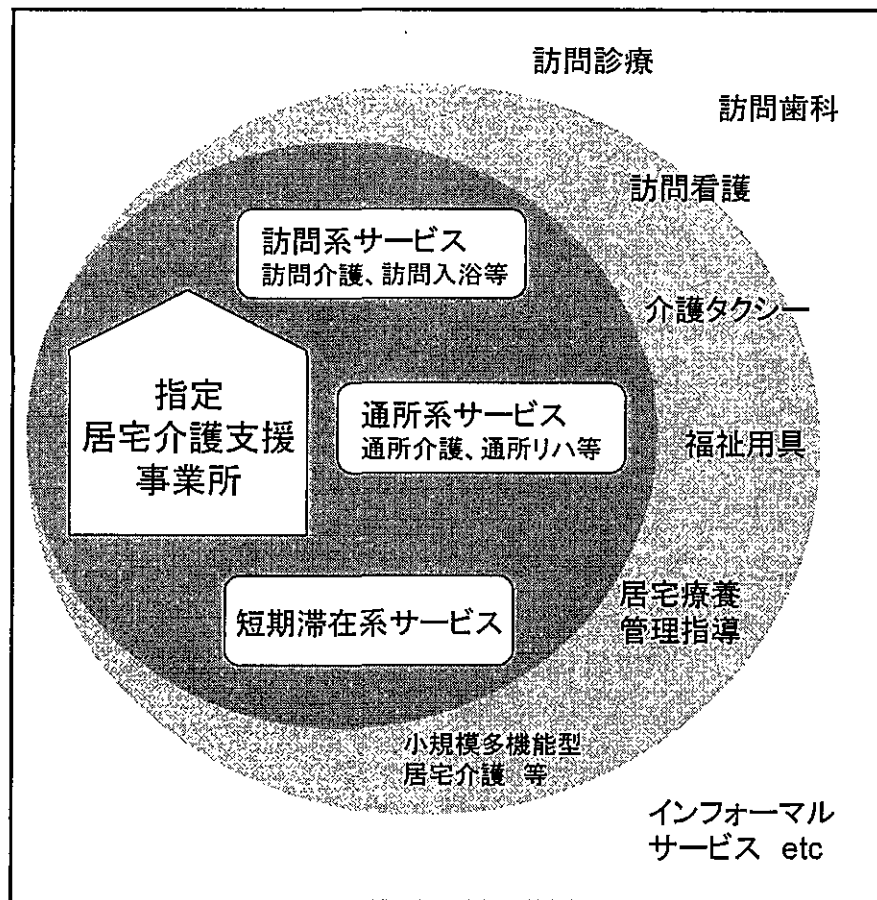 訪問診療
訪問歯科
訪問看護
訪問系サービス
訪問介護、訪問入浴等
介護タクシー
指定
居宅介護支援
事業所
通所系サービス
通所介護、通所リハ等
福祉用具
短期滞在系サービス
居宅療養
管理指導
小規模多機能型
居宅介護 等
インフォーマル
サービス etc